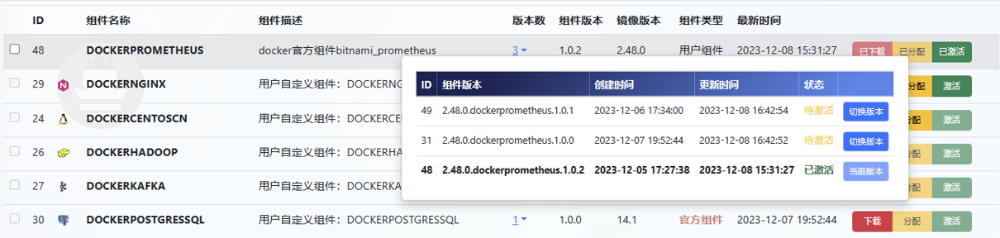 ID 组件名称 组件描述 版本数 组件版本 镜像版本 组件类型 最新时间
48 DOCKERPROMETHEUS docker官方组件bitnami_prometheus 3 1.0.2 2.48.0 用户组件 2023-12-08 15:31:27 已下载 已分配 已激活
ID 组件版本 创建时间 更新时间 状态
29 DOCKERNGINX 用户自定义组件：DOCKERNG 分配 激活
49 2.48.0.dockerprometheus.1.0.1 2023-12-06 17:34:00 2023-12-08 16:42:54 待激活 切换版本
24 DOCKERCENTOSCN 用户自定义组件：DOCKERCE 激活
31 2.48.0.dockerprometheus.1.0.0 2023-12-07 19:52:44 2023-12-08 16:42:52 待激活 切换版本
26 DOCKERHADOOP 用户自定义组件：DOCKERHA 分配 激活
48 2.48.0.dockerprometheus.1.0.2 2023-12-05 17:27:38 2023-12-08 15:31:27 已激活 当前版本
27 DOCKERKAFKA 用户自定义组件：DOCKERKA 分配 激活
30 DOCKERPOSTGRESSQL 用户自定义组件：DOCKERPOSTGRESSQL 1 1.0.0 14.1 官方组件 2023-12-07 19:52:44 下载 分配 激活